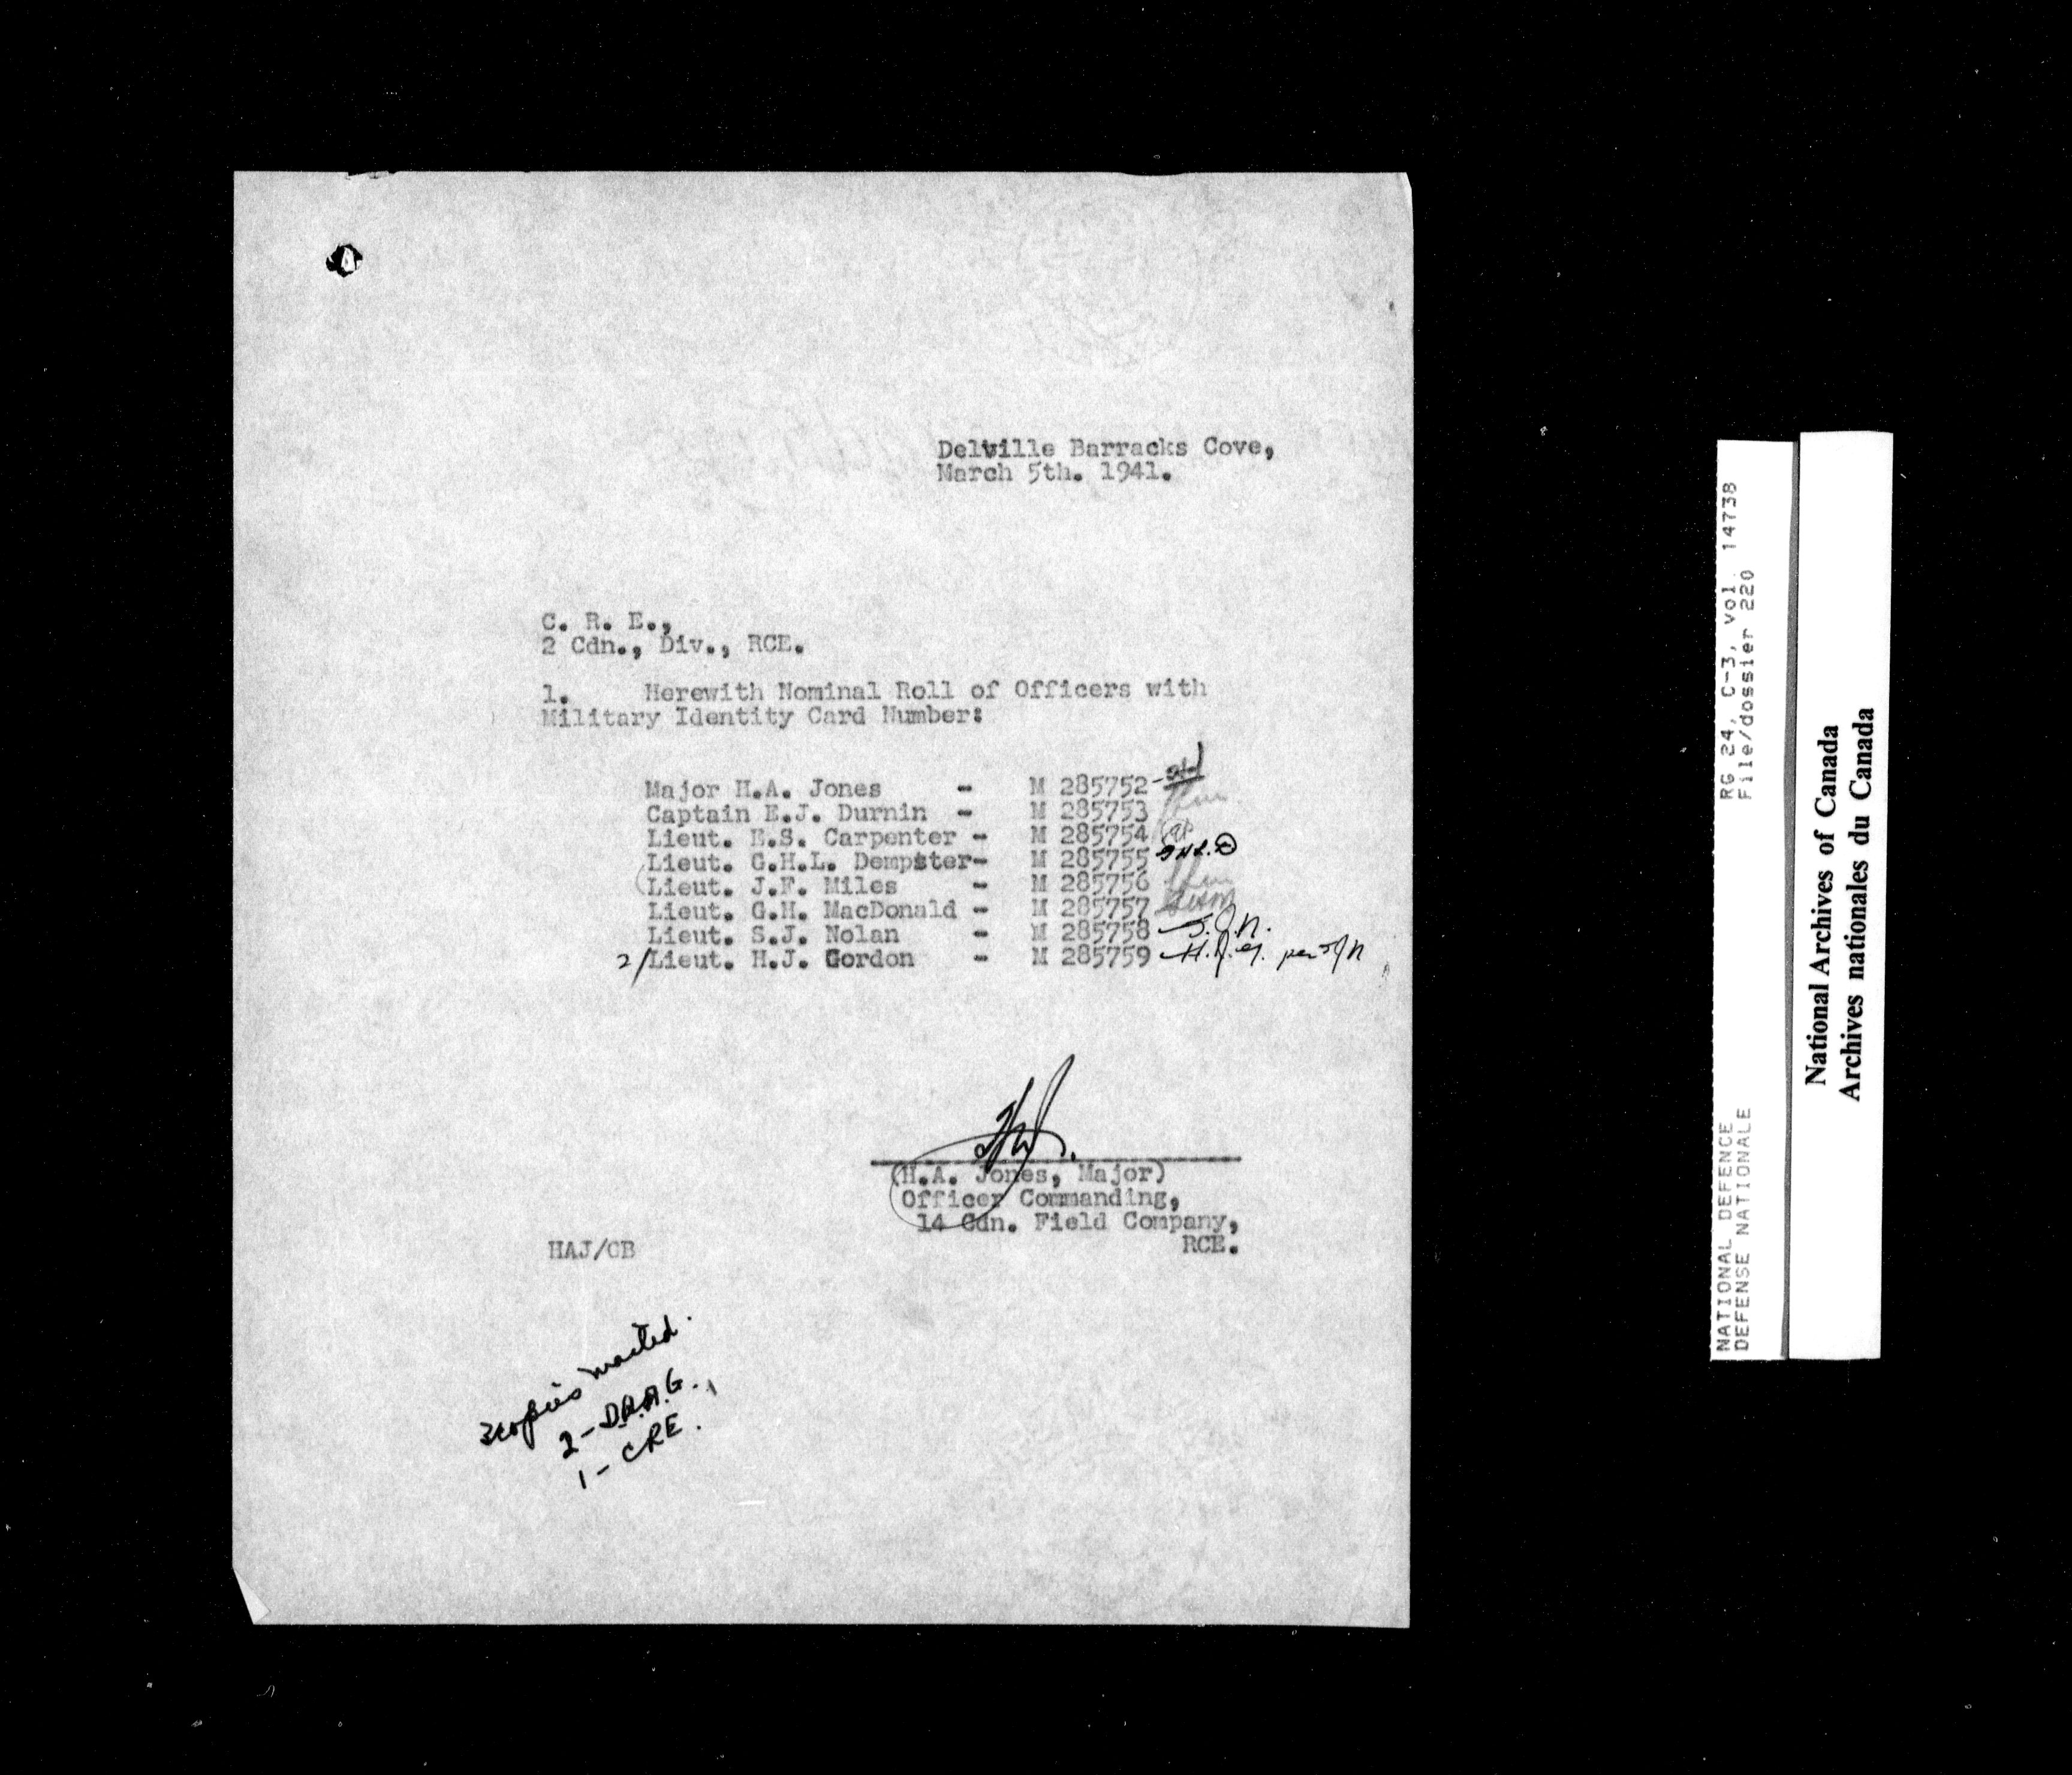 Delville Barracks Cove,
March 5th. 1941.
C. R. E.,
2 Cdn., Div., RCE.
1. Herewith Nominal Roll of Officers with
Military Identity Card Number:
Major H.A. Jones - M 285752 -
Captain E.J. Durnin - M 285753
Lieut. E.S. Carpenter - M 285754
Lieut. G.H.L. Dempster- M 285755
Lieut. J.F. Miles - M 285756
Lieut. G.H. MacDonald - M 285757
Lieut. S.J. Nolan - M 285758 - S.J.N.
2/Lieut. H.J. Gordon - M 285759 - H.J.G. per SJN
(H.A. Jones, Major)
Officer Commanding,
14 Cdn. Field Company,
RCE.
HAJ/CB
3 copies wanted.
2 - D.A.A.G.
1 - CRE.
RG 24, C-3, Vol. 14738
File/dossier 220
NATIONAL DEFENCE
DEFENSE NATIONALE
National Archives of Canada
Archives nationales du Canada